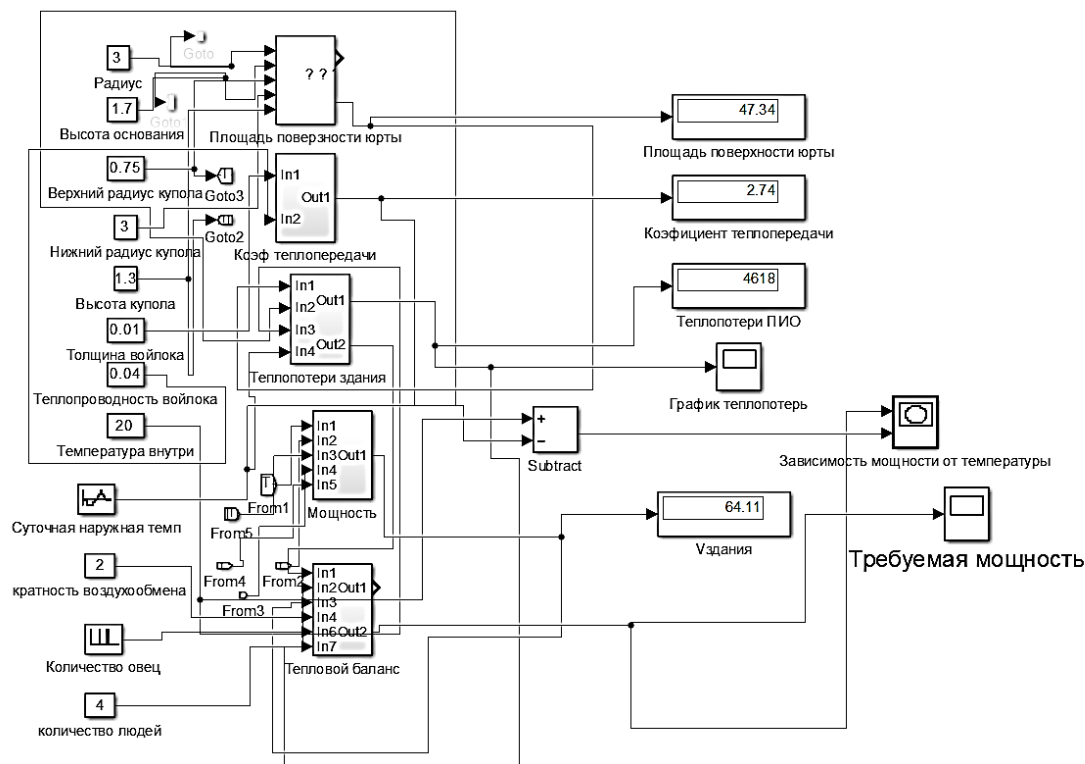 3
Радиус
Goto
? ?
1.7
Высота основания
Goto1
Площадь поверзности юрты
47.34
Площадь поверхности юрты
0.75
Верхний радиус купола
Goto3
In1
Out1
In2
Коэф теплопередачи
2.74
Коэфициент теплопередачи
3
Нижний радиус купола
Goto2
1.3
Высота купола
In1
Out1
In2
In3
Out2
In4
Теплопотери здания
4618
Теплопотери ПИО
0.01
Толщина войлока
0.04
Теплопроводность войлока
График теплопотерь
20
Температура внутри
In1
In2
In3
Out1
In4
In5
Мощность
+
−
Subtract
Зависимость мощности от температуры
Суточная наружная темп
From1
From5
64.11
Vздания
Требуемая мощность
2
кратность воздухообмена
From4
From2
From3
In1
In2
Out1
In3
In4
In6
Out2
In7
Тепловой баланс
Количество овец
4
количество людей